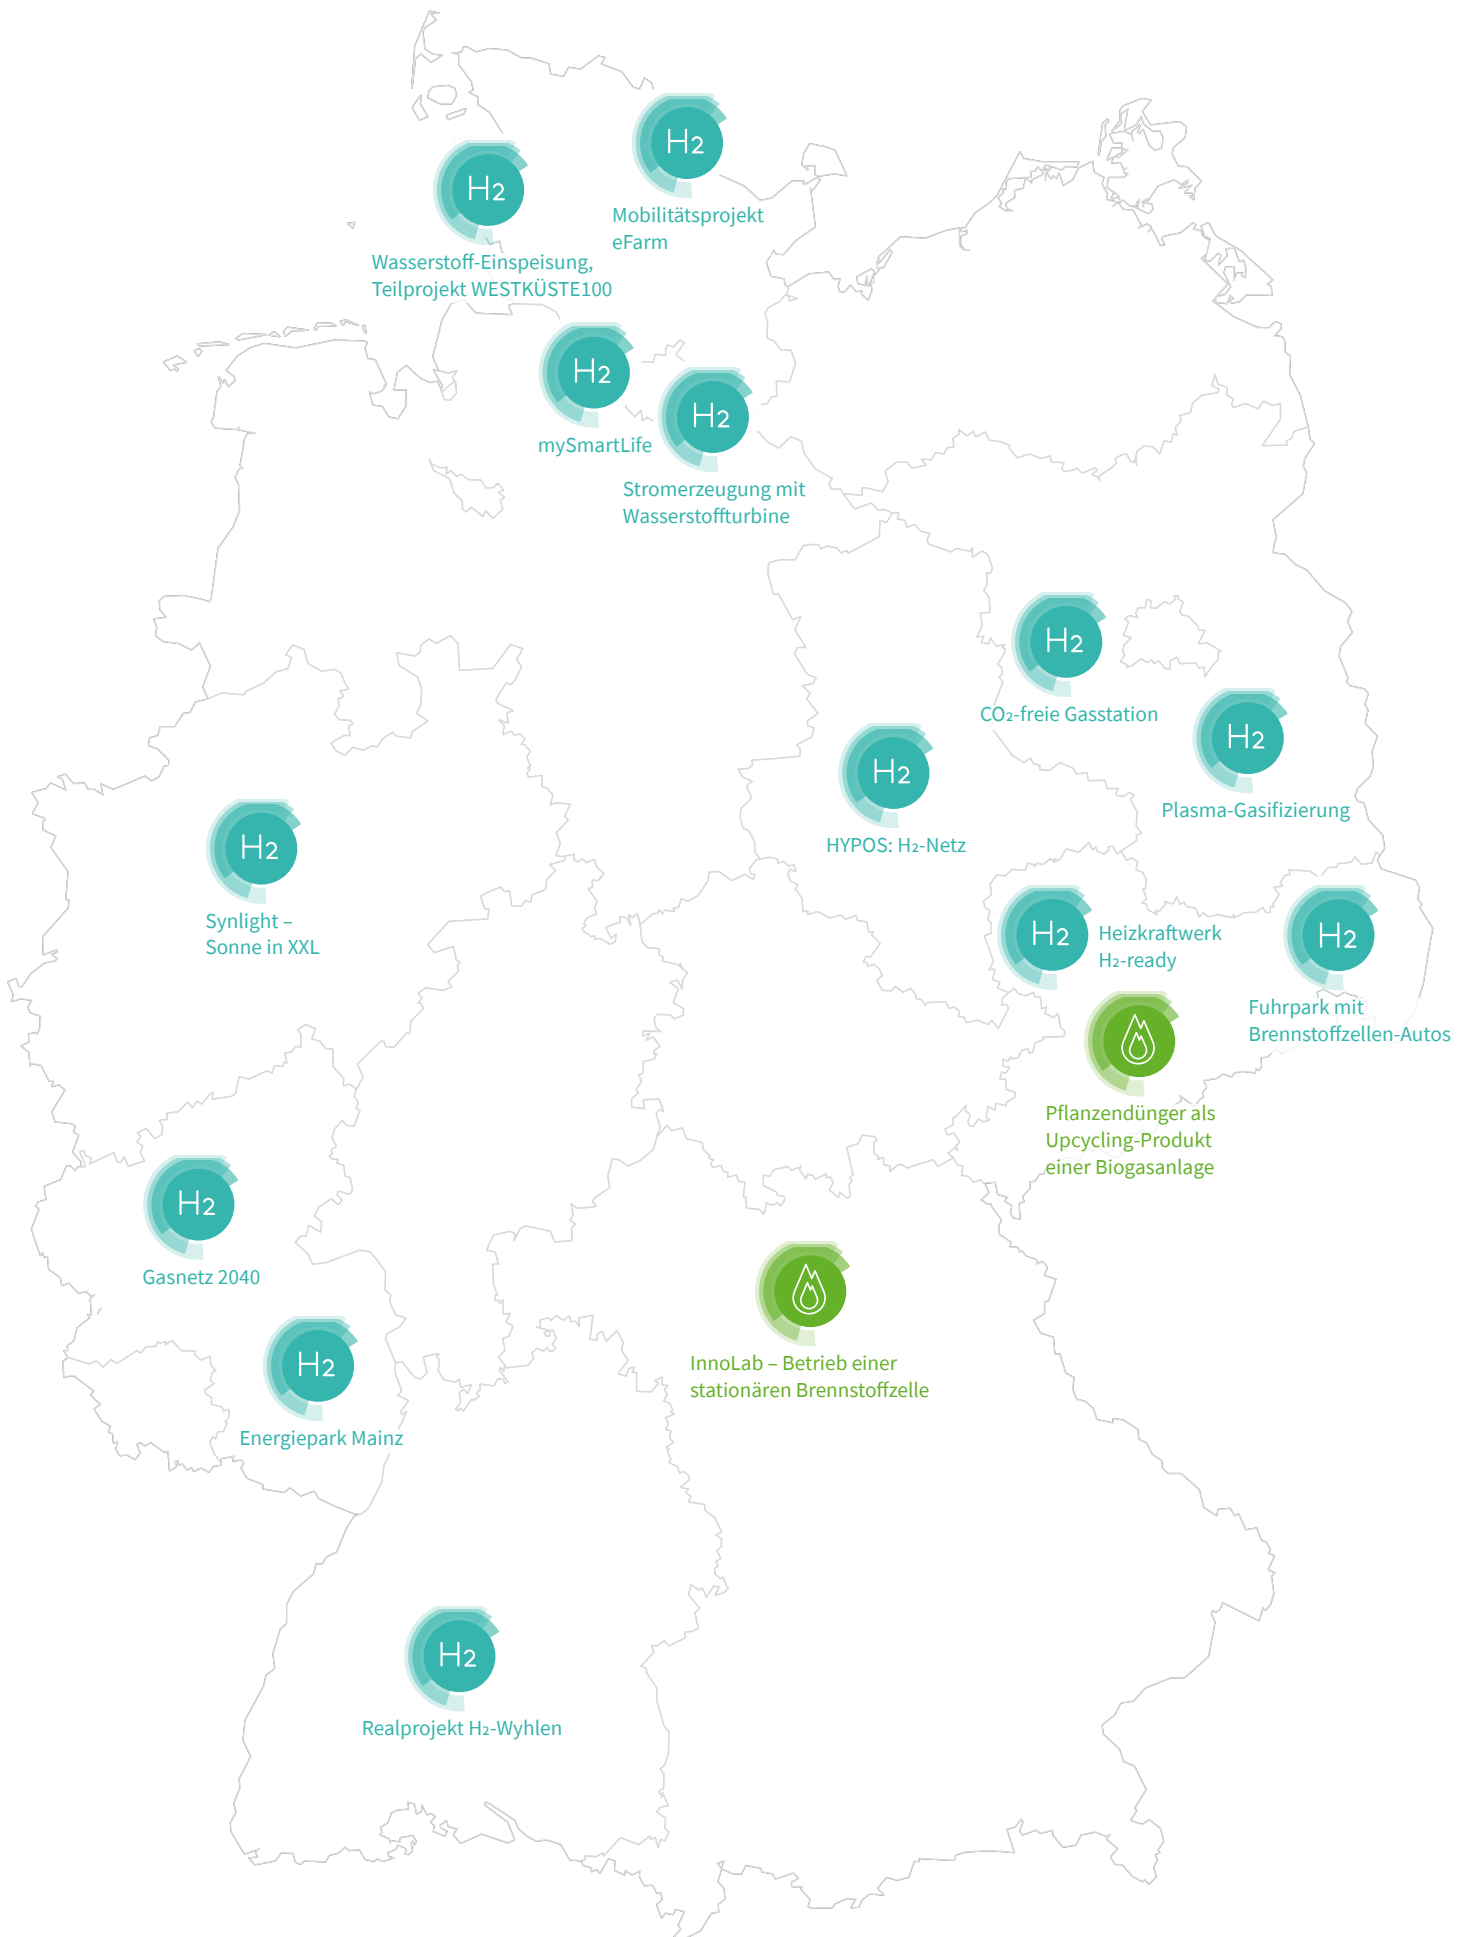 H2
Mobilitätsprojekt
eFarm
H2
Wasserstoff-Einspeisung,
Teilprojekt WESTKÜSTE100
H2
mySmartLife
H2
Stromerzeugung mit
Wasserstoffturbine
H2
CO₂-freie Gasstation
H2
Plasma-Gasifizierung
H2
HYPOS: H₂-Netz
H2
Synlight –
Sonne in XXL
H2
Heizkraftwerk
H₂-ready
H2
Fuhrpark mit
Brennstoffzellen-Autos
Pflanzendünger als
Upcycling-Produkt
einer Biogasanlage
H2
Gasnetz 2040
InnoLab – Betrieb einer
stationären Brennstoffzelle
H2
Energiepark Mainz
H2
Realprojekt H₂-Wyhlen